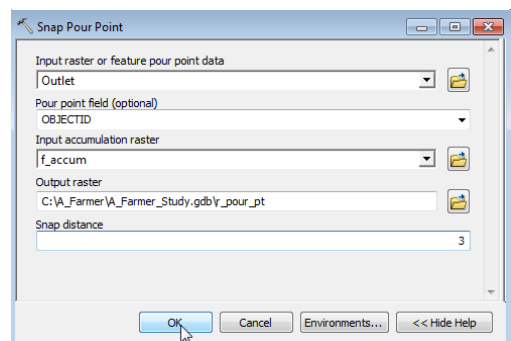 Snap Pour Point
Input raster or feature pour point data
Outlet
Pour point field (optional)
OBJECTID
Input accumulation raster
f_accum
Output raster
C:\A_Farmer\A_Farmer_Study.gdb\r_pour_pt
Snap distance
3
OK Cancel Environments... << Hide Help